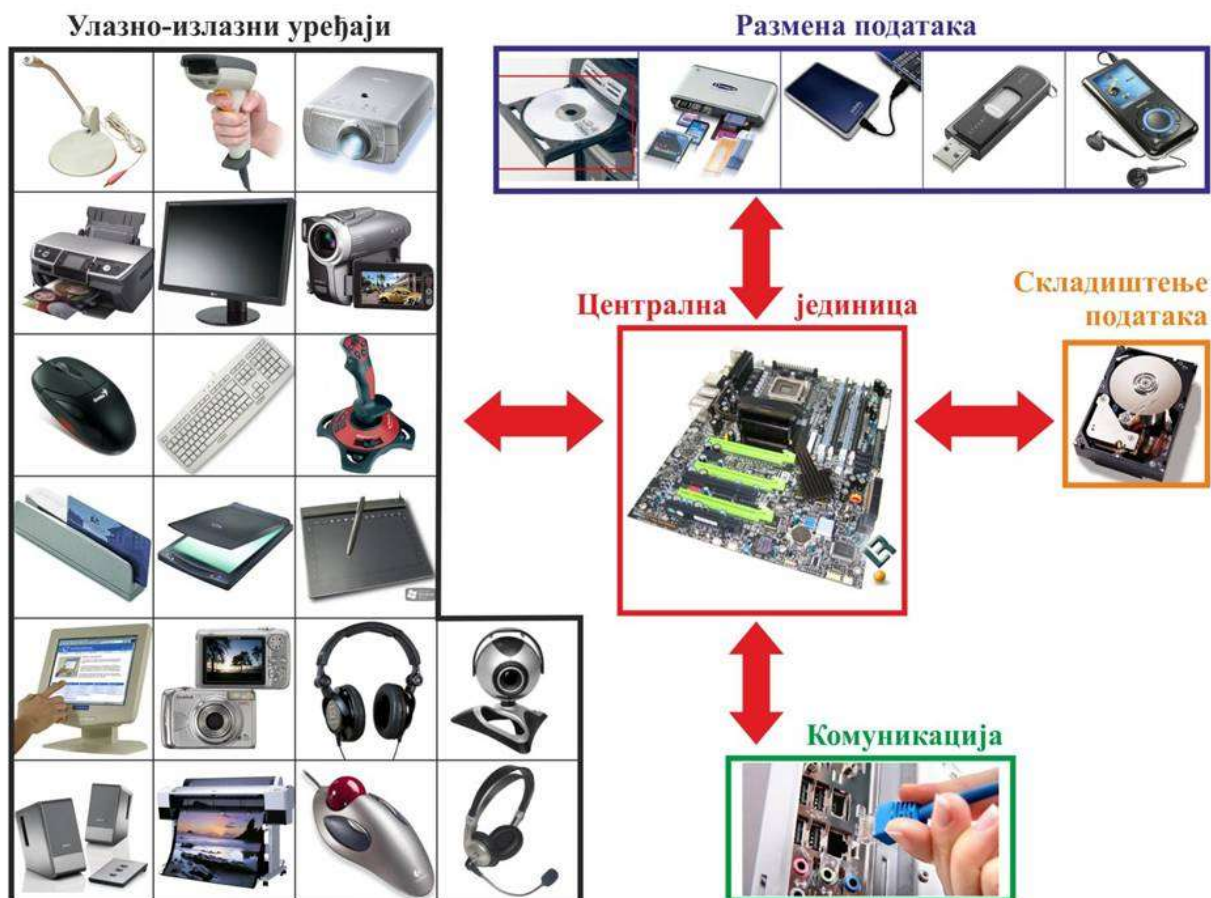 Улазно-излазни уређаји
Размена података
Централна јединица
Складиштење
података
Комуникација